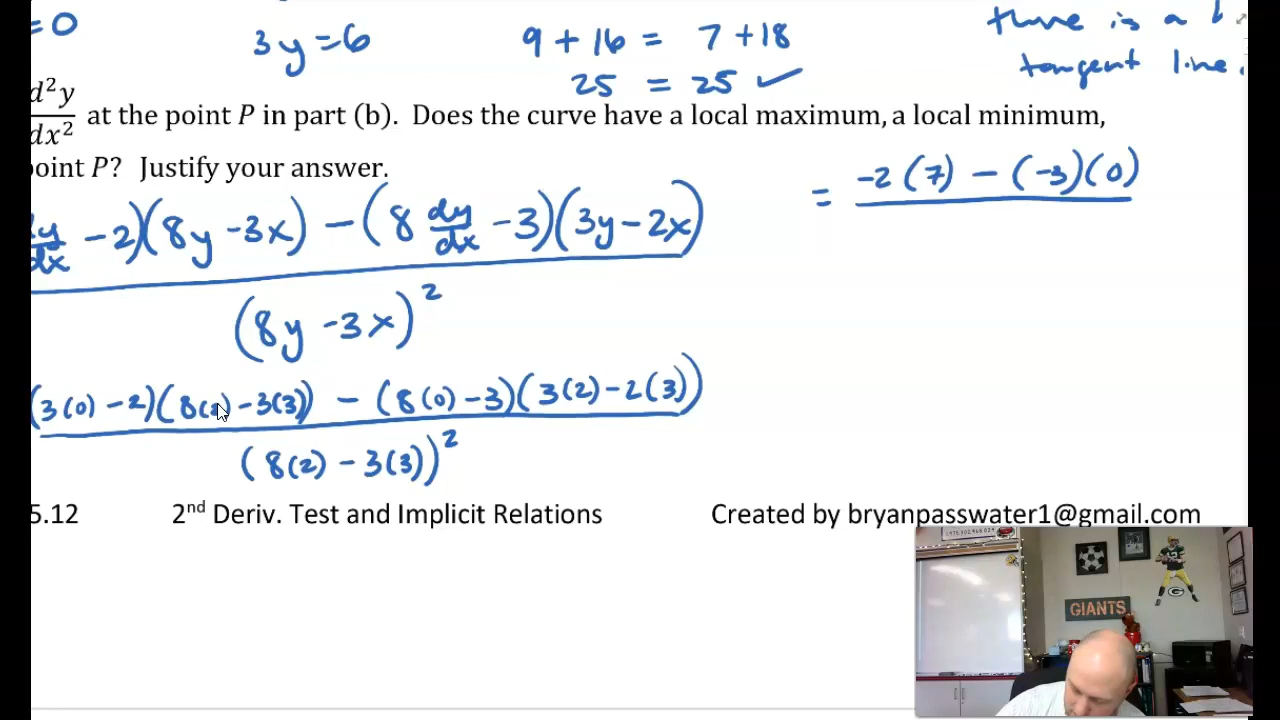 =0
3y=6
9+16 = 7+18
25 = 25 ✓
there is a
tangent line.
d²y/dx² at the point P in part (b). Does the curve have a local maximum, a local minimum,
oint P? Justify your answer.
dy/dx -2)(8y-3x) - (8 dy/dx -3)(3y-2x)
(8y-3x)²
= -2(7) - (-3)(0)
(3(0)-2)(8(2)-3(3)) - (8(0)-3)(3(2)-2(3))
(8(2)-3(3))²
5.12 2nd Deriv. Test and Implicit Relations Created by bryanpasswater1@gmail.com
GIANTS